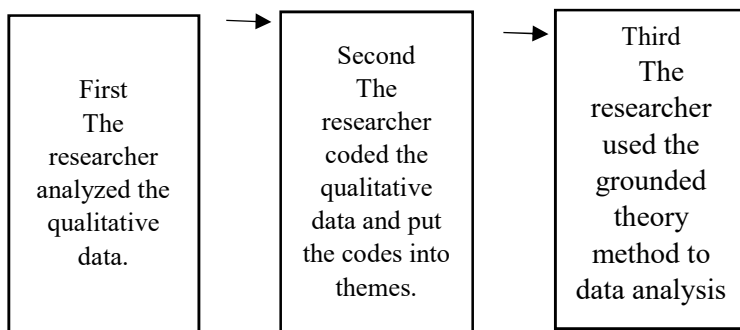 First
The
researcher
analyzed the
qualitative
data.
Second
The
researcher
coded the
qualitative
data and put
the codes into
themes.
Third
The
researcher
used the
grounded
theory
method to
data analysis